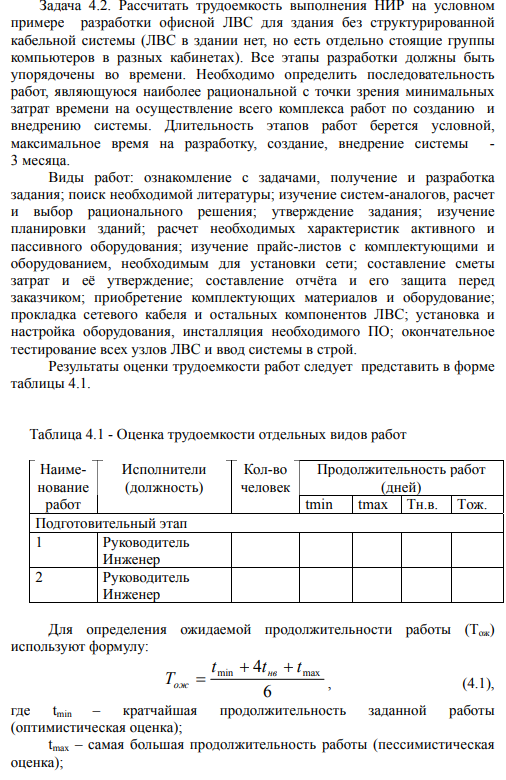 Задача 4.2. Рассчитать трудоемкость выполнения НИР на условном
примере разработки офисной ЛВС для здания без структурированной
кабельной системы (ЛВС в здании нет, но есть отдельно стоящие группы
компьютеров в разных кабинетах). Все этапы разработки должны быть
упорядочены во времени. Необходимо определить последовательность
работ, являющуюся наиболее рациональной с точки зрения минимальных
затрат времени на осуществление всего комплекса работ по созданию и
внедрению системы. Длительность этапов работ берется условной,
максимальное время на разработку, создание, внедрение системы -
3 месяца.
Виды работ: ознакомление с задачами, получение и разработка
задания; поиск необходимой литературы; изучение систем-аналогов, расчет
и выбор рационального решения; утверждение задания; изучение
планировки зданий; расчет необходимых характеристик активного и
пассивного оборудования; изучение прайс-листов с комплектующими и
оборудованием, необходимым для установки сети; составление сметы
затрат и её утверждение; составление отчёта и его защита перед
заказчиком; приобретение комплектующих материалов и оборудование;
прокладка сетевого кабеля и остальных компонентов ЛВС; установка и
настройка оборудования, инсталляция необходимого ПО; окончательное
тестирование всех узлов ЛВС и ввод системы в строй.
Результаты оценки трудоемкости работ следует представить в форме
таблицы 4.1.
Таблица 4.1 - Оценка трудоемкости отдельных видов работ
Наиме- Исполнители Кол-во Продолжительность работ
нование (должность) человек (дней)
работ tmin tmax Тн.в. Тож.
Подготовительный этап
1 Руководитель
Инженер
2 Руководитель
Инженер
Для определения ожидаемой продолжительности работы (Тож)
используют формулу:
Tож = (tmin + 4tнв + tmax) / 6 , (4.1),
где tmin – кратчайшая продолжительность заданной работы
(оптимистическая оценка);
tmax – самая большая продолжительность работы (пессимистическая
оценка);